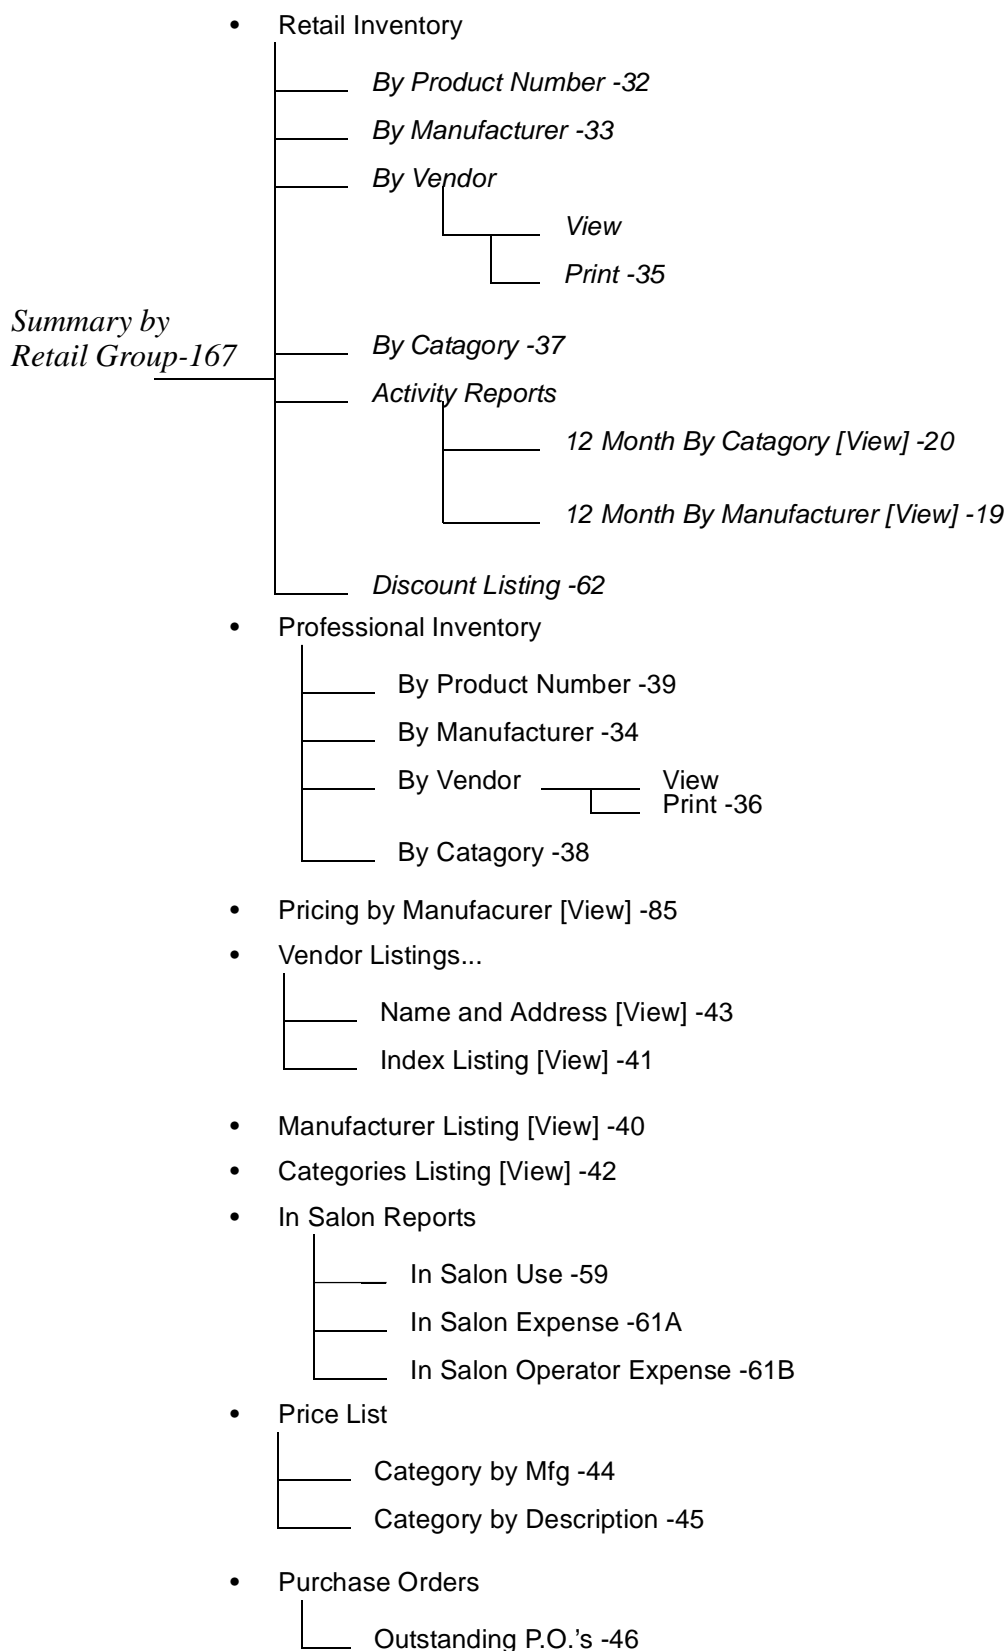 • Retail Inventory
By Product Number -32
By Manufacturer -33
By Vendor
View
Print -35
Summary by
Retail Group-167
By Catagory -37
Activity Reports
12 Month By Catagory [View] -20
12 Month By Manufacturer [View] -19
Discount Listing -62
• Professional Inventory
By Product Number -39
By Manufacturer -34
By Vendor View
Print -36
By Catagory -38
• Pricing by Manufacurer [View] -85
• Vendor Listings...
Name and Address [View] -43
Index Listing [View] -41
• Manufacturer Listing [View] -40
• Categories Listing [View] -42
• In Salon Reports
In Salon Use -59
In Salon Expense -61A
In Salon Operator Expense -61B
• Price List
Category by Mfg -44
Category by Description -45
• Purchase Orders
Outstanding P.O.'s -46